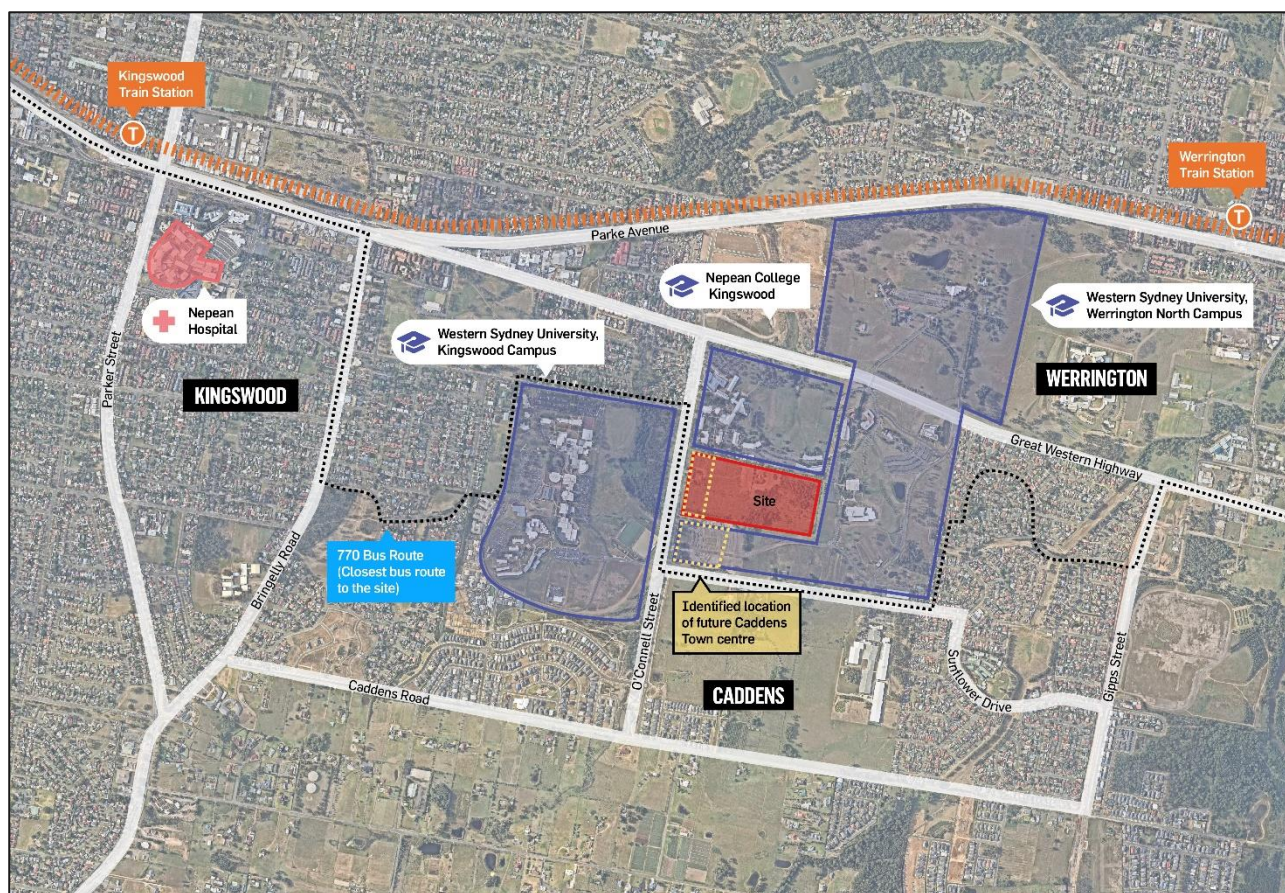 Kingswood
Train Station
T
Werrington
Train Station
T
Parke Avenue
Nepean
Hospital
Nepean College
Kingswood
Western Sydney University,
Werrington North Campus
Western Sydney University,
Kingswood Campus
Parker Street
KINGSWOOD
WERRINGTON
Great Western Highway
Site
770 Bus Route
(Closest bus route
to the site)
Bringelly Road
Identified location
of future Caddens
Town centre
O'Connell Street
Caddens Road
CADDENS
Sunflower Drive
Gipps Street